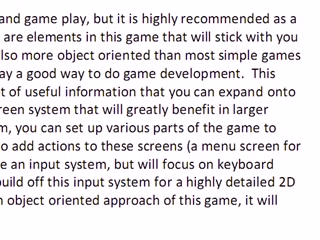 and game play, but it is highly recommended as a
are elements in this game that will stick with you
lso more object oriented than most simple games
ay a good way to do game development.  This
t of useful information that you can expand onto
reen system that will greatly benefit in larger
m, you can set up various parts of the game to
o add actions to these screens (a menu screen for
e an input system, but will focus on keyboard
uild off this input system for a highly detailed 2D
n object oriented approach of this game, it will